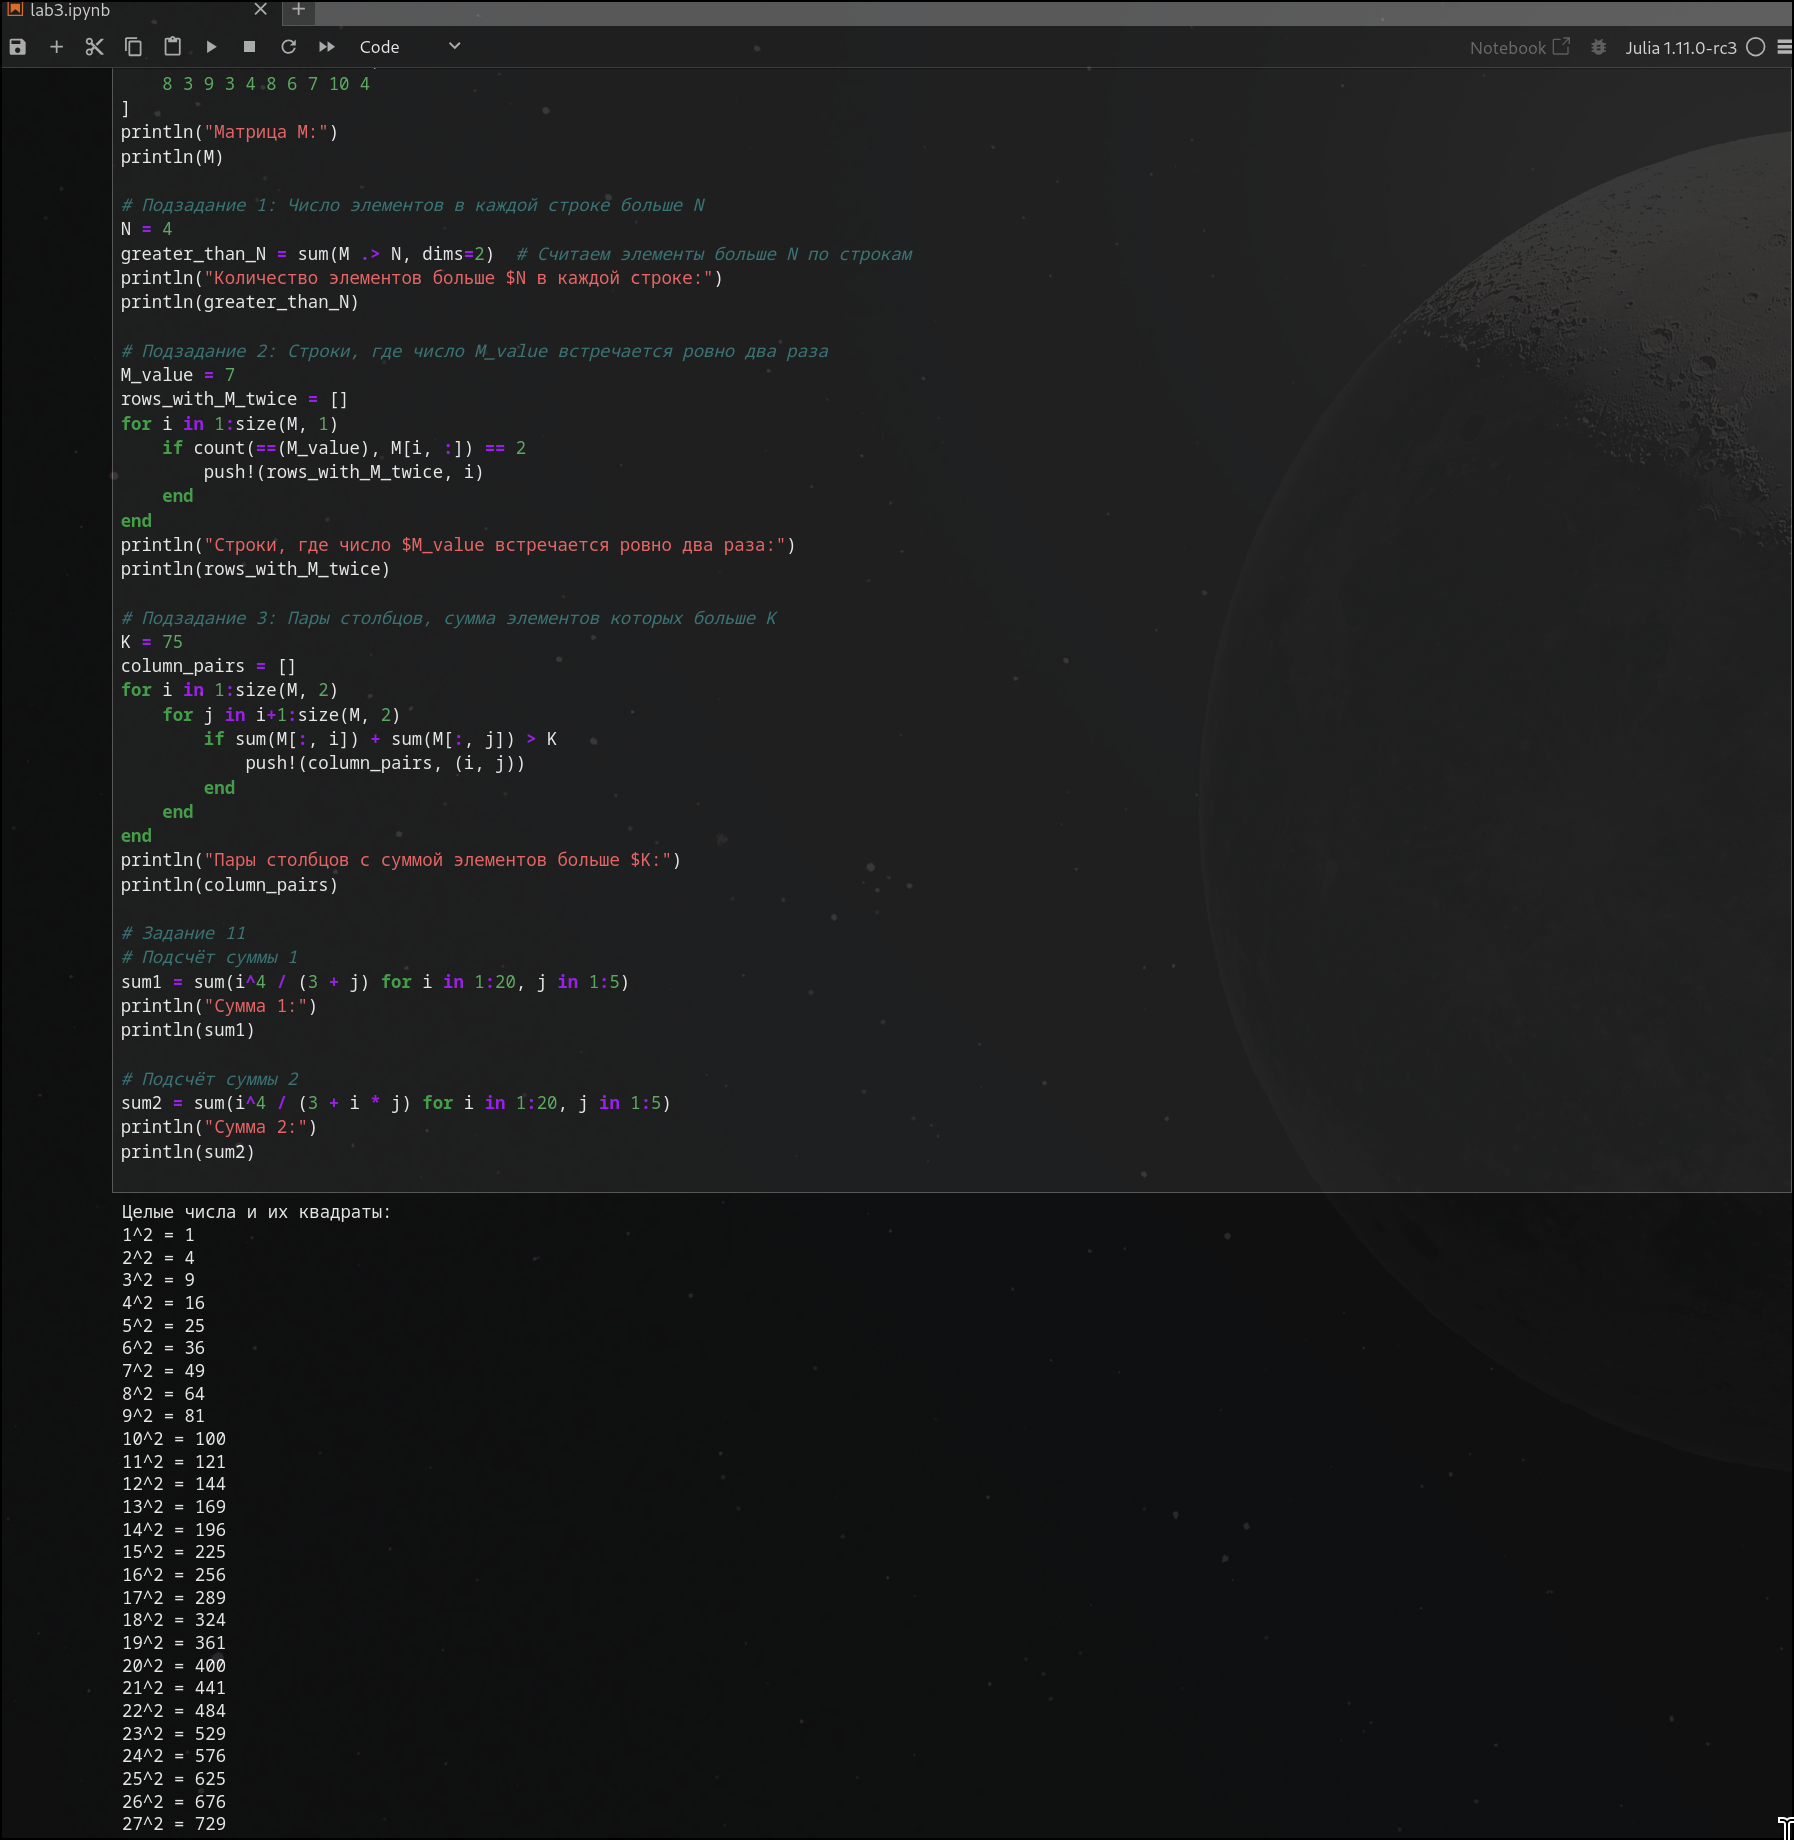 lab3.ipynb
Code
Notebook
Julia 1.11.0-rc3
    8 3 9 3 4 8 6 7 10 4
]
println("Матрица M:")
println(M)

# Подзадание 1: Число элементов в каждой строке больше N
N = 4
greater_than_N = sum(M .> N, dims=2)  # Считаем элементы больше N по строкам
println("Количество элементов больше $N в каждой строке:")
println(greater_than_N)

# Подзадание 2: Строки, где число M_value встречается ровно два раза
M_value = 7
rows_with_M_twice = []
for i in 1:size(M, 1)
    if count(==(M_value), M[i, :]) == 2
        push!(rows_with_M_twice, i)
    end
end
println("Строки, где число $M_value встречается ровно два раза:")
println(rows_with_M_twice)

# Подзадание 3: Пары столбцов, сумма элементов которых больше K
K = 75
column_pairs = []
for i in 1:size(M, 2)
    for j in i+1:size(M, 2)
        if sum(M[:, i]) + sum(M[:, j]) > K
            push!(column_pairs, (i, j))
        end
    end
end
println("Пары столбцов с суммой элементов больше $K:")
println(column_pairs)

# Задание 11
# Подсчёт суммы 1
sum1 = sum(i^4 / (3 + j) for i in 1:20, j in 1:5)
println("Сумма 1:")
println(sum1)

# Подсчёт суммы 2
sum2 = sum(i^4 / (3 + i * j) for i in 1:20, j in 1:5)
println("Сумма 2:")
println(sum2)

Целые числа и их квадраты:
1^2 = 1
2^2 = 4
3^2 = 9
4^2 = 16
5^2 = 25
6^2 = 36
7^2 = 49
8^2 = 64
9^2 = 81
10^2 = 100
11^2 = 121
12^2 = 144
13^2 = 169
14^2 = 196
15^2 = 225
16^2 = 256
17^2 = 289
18^2 = 324
19^2 = 361
20^2 = 400
21^2 = 441
22^2 = 484
23^2 = 529
24^2 = 576
25^2 = 625
26^2 = 676
27^2 = 729